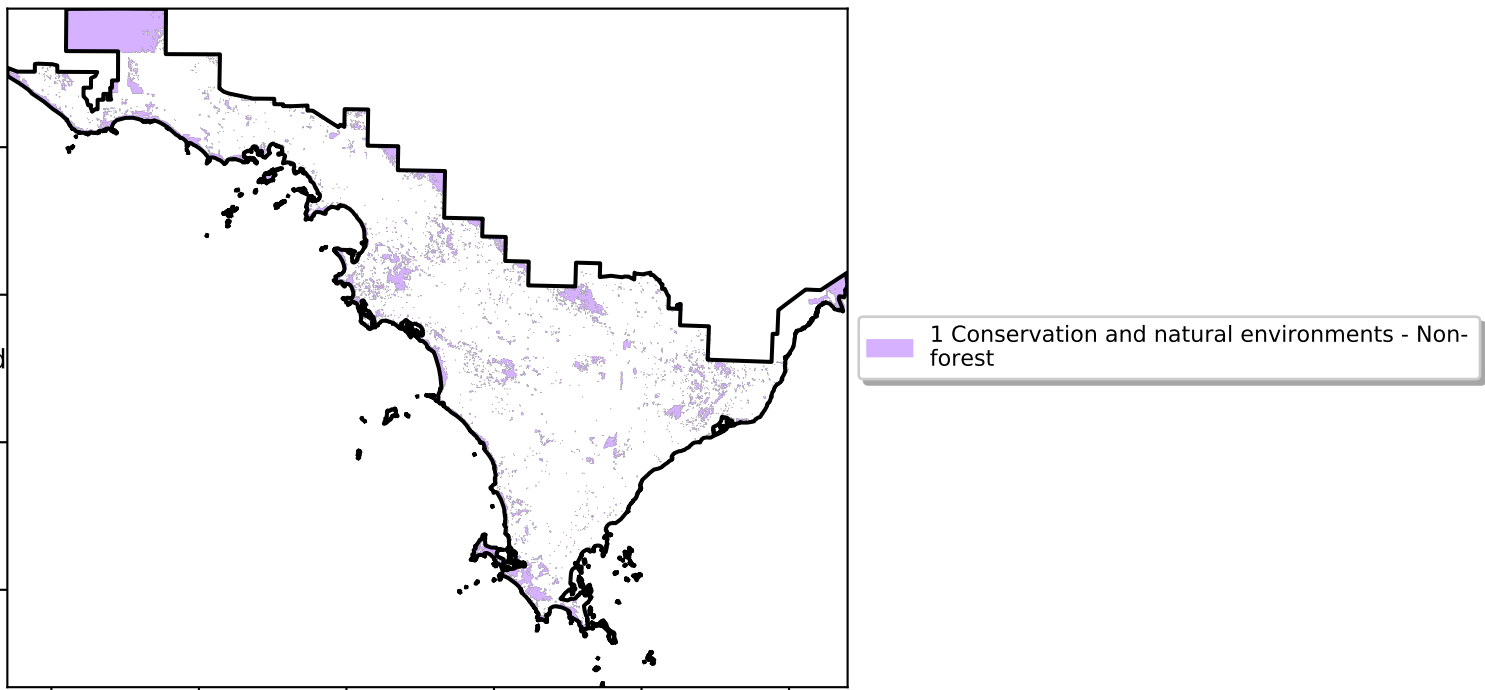 1 Conservation and natural environments - Non-
forest